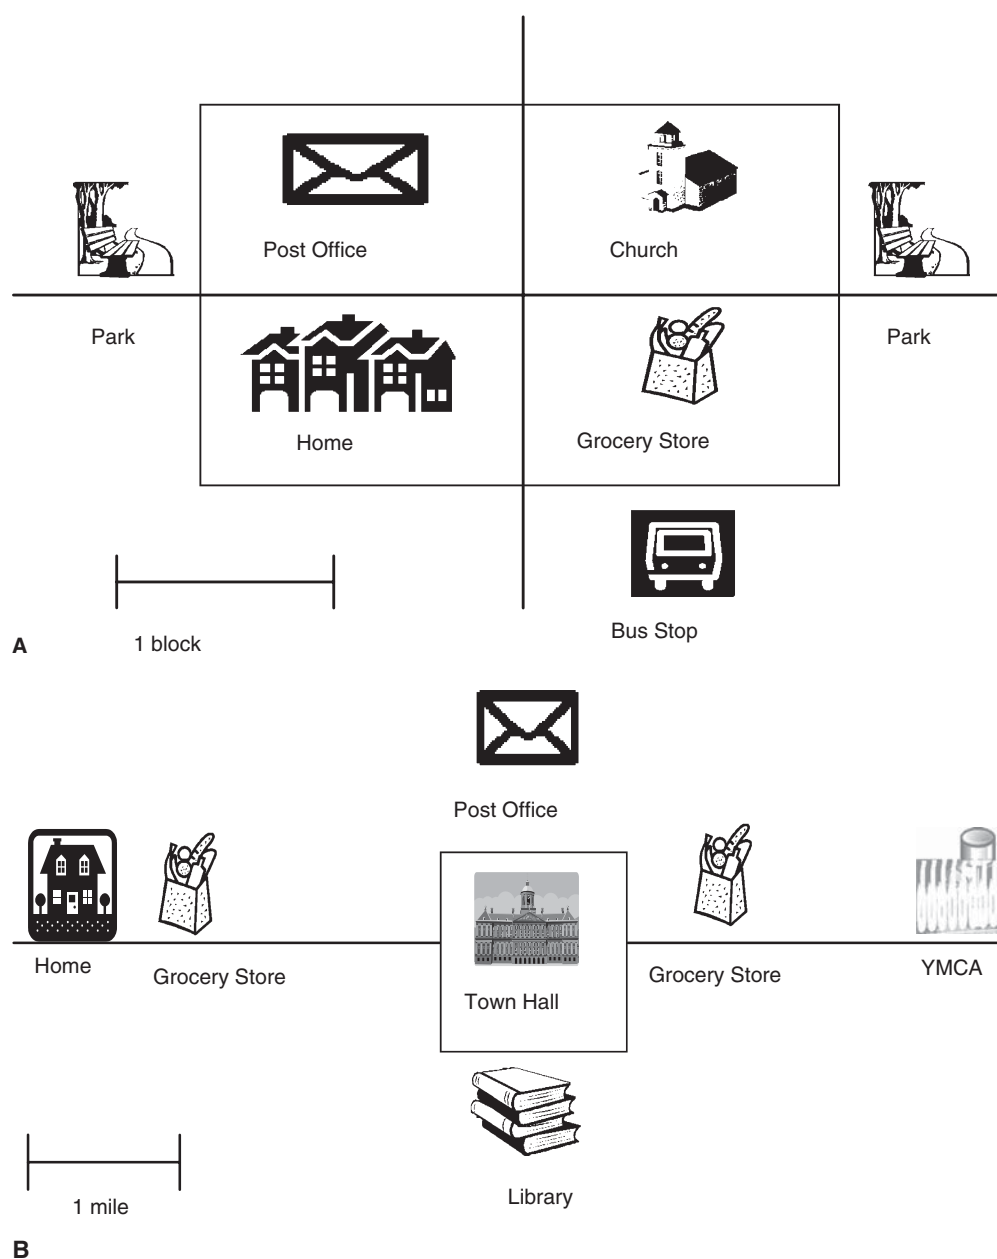 Post Office
Church
Park
Park
Home
Grocery Store
Bus Stop
1 block
A
Post Office
Home
Grocery Store
Town Hall
Grocery Store
YMCA
Library
1 mile
B